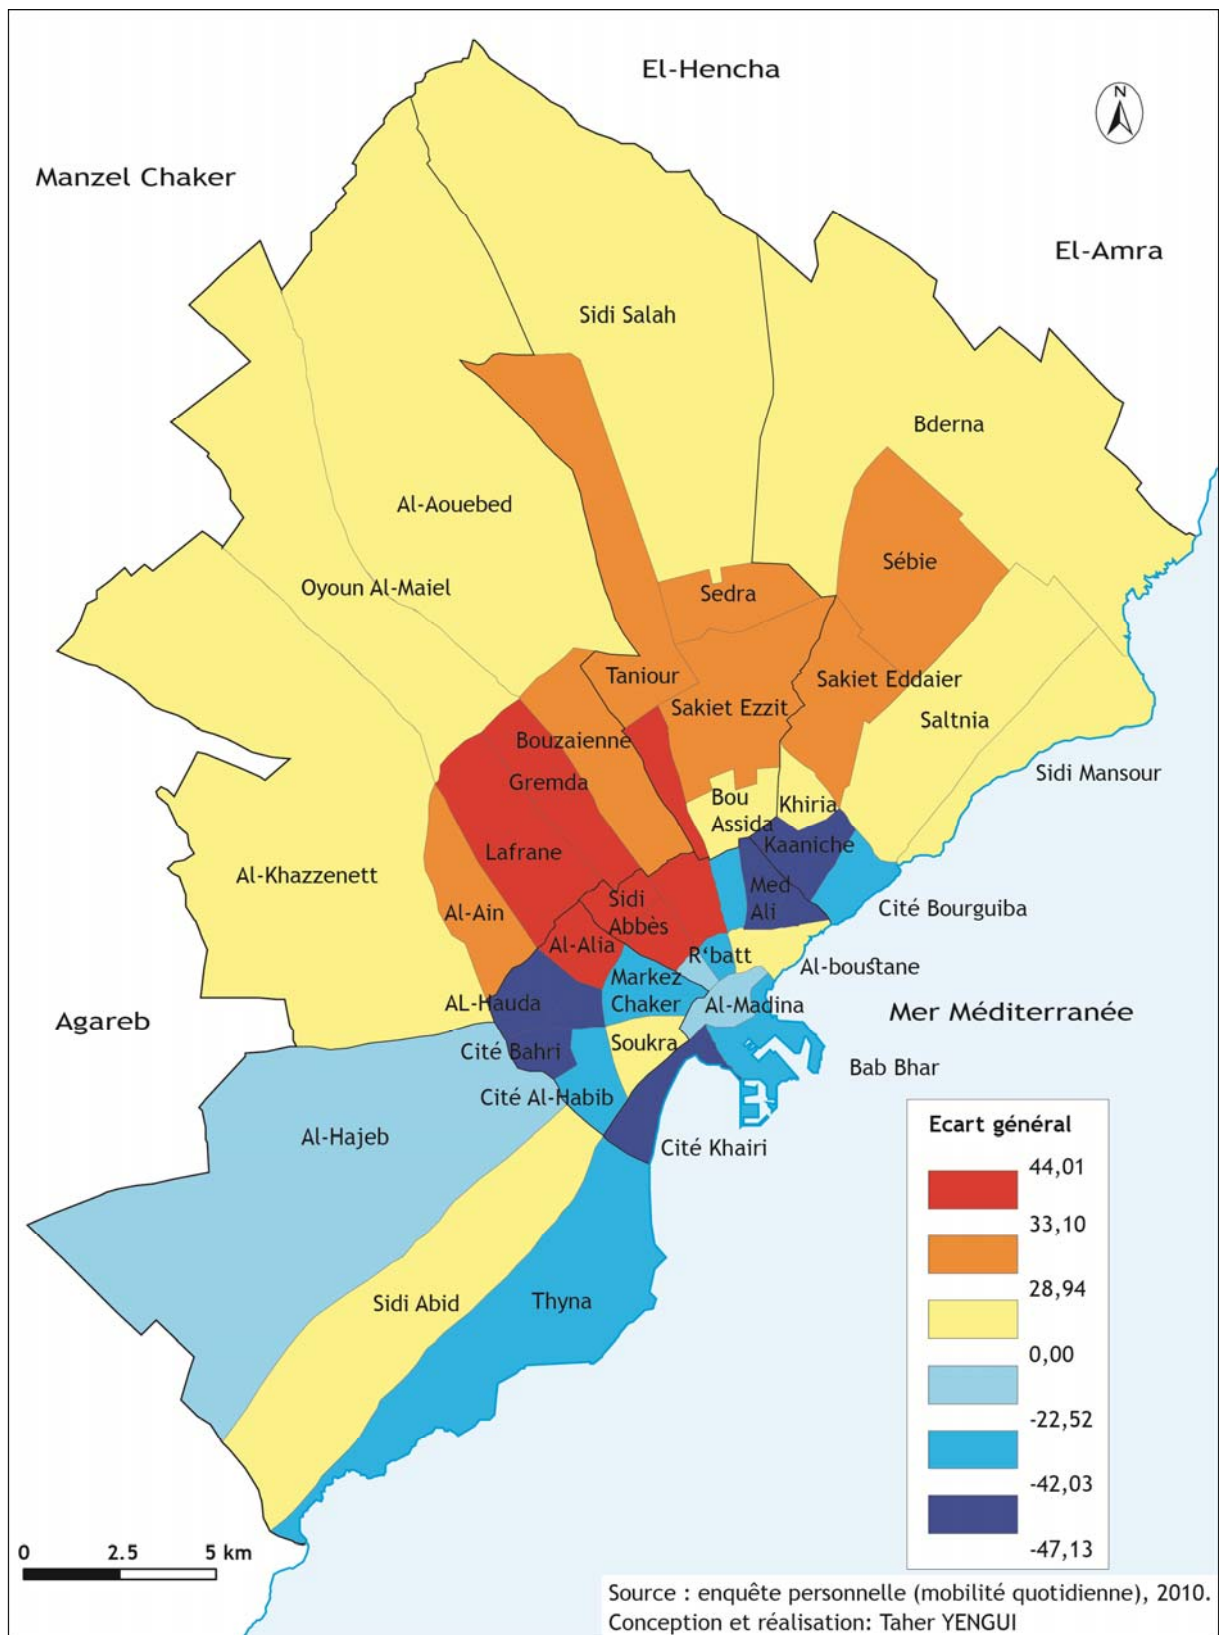 El-Hencha
N
Manzel Chaker
El-Amra
Sidi Salah
Bderna
Al-Aouebed
Sébie
Oyoun Al-Maiel
Sedra
Taniour
Sakiet Eddaier
Sakiet Ezzit
Saltnia
Bouzaienne
Sidi Mansour
Gremda
Bou
Assida
Khiria
Kaaniche
Lafrane
Al-Khazzenett
Med
Ali
Sidi
Abbès
Al-Ain
Cité Bourguiba
Al-Alia
R'batt
Al-boustane
Markez
Chaker
AL-Hauda
Al-Madina
Mer Méditerranée
Agareb
Soukra
Cité Bahri
Bab Bhar
Cité Al-Habib
Al-Hajeb
Cité Khairi
Sidi Abid
Thyna
Ecart général
44,01
33,10
28,94
0,00
-22,52
-42,03
-47,13
0 2.5 5 km
Source : enquête personnelle (mobilité quotidienne), 2010.
Conception et réalisation: Taher YENGUI